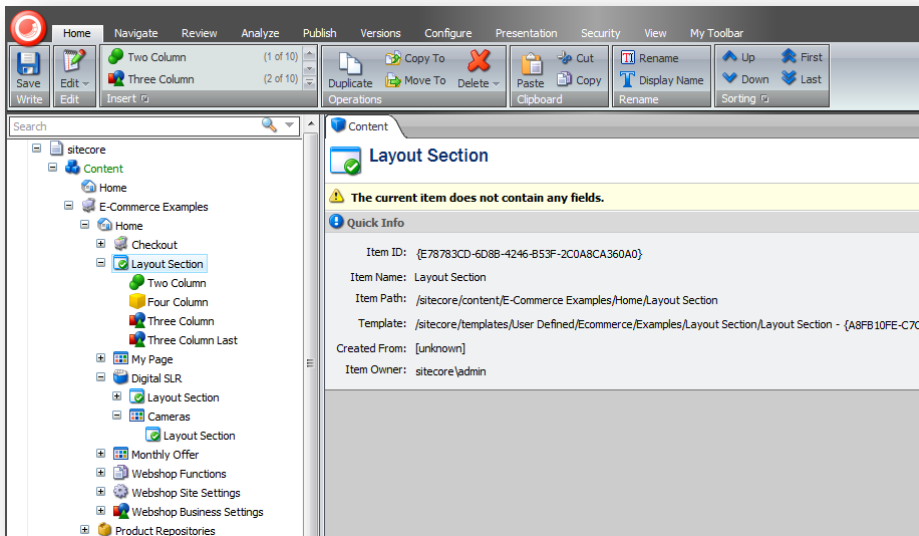 Home Navigate Review Analyze Publish Versions Configure Presentation Security View My Toolbar
Save
Write
Edit
Edit
Two Column (1 of 10)
Three Column (2 of 10)
Insert
Duplicate
Copy To
Move To
Delete
Operations
Paste
Cut
Copy
Clipboard
Rename
Display Name
Rename
Up First
Down Last
Sorting
Search
sitecore
Content
Home
E-Commerce Examples
Home
Checkout
Layout Section
Two Column
Four Column
Three Column
Three Column Last
My Page
Digital SLR
Layout Section
Cameras
Layout Section
Monthly Offer
Webshop Functions
Webshop Site Settings
Webshop Business Settings
Product Repositories
Content
Layout Section
The current item does not contain any fields.
Quick Info
Item ID: {E78783CD-6D8B-4246-B53F-2C0A8CA360A0}
Item Name: Layout Section
Item Path: /sitecore/content/E-Commerce Examples/Home/Layout Section
Template: /sitecore/templates/User Defined/Ecommerce/Examples/Layout Section/Layout Section - {A8FB10FE-C7C
Created From: [unknown]
Item Owner: sitecore\admin